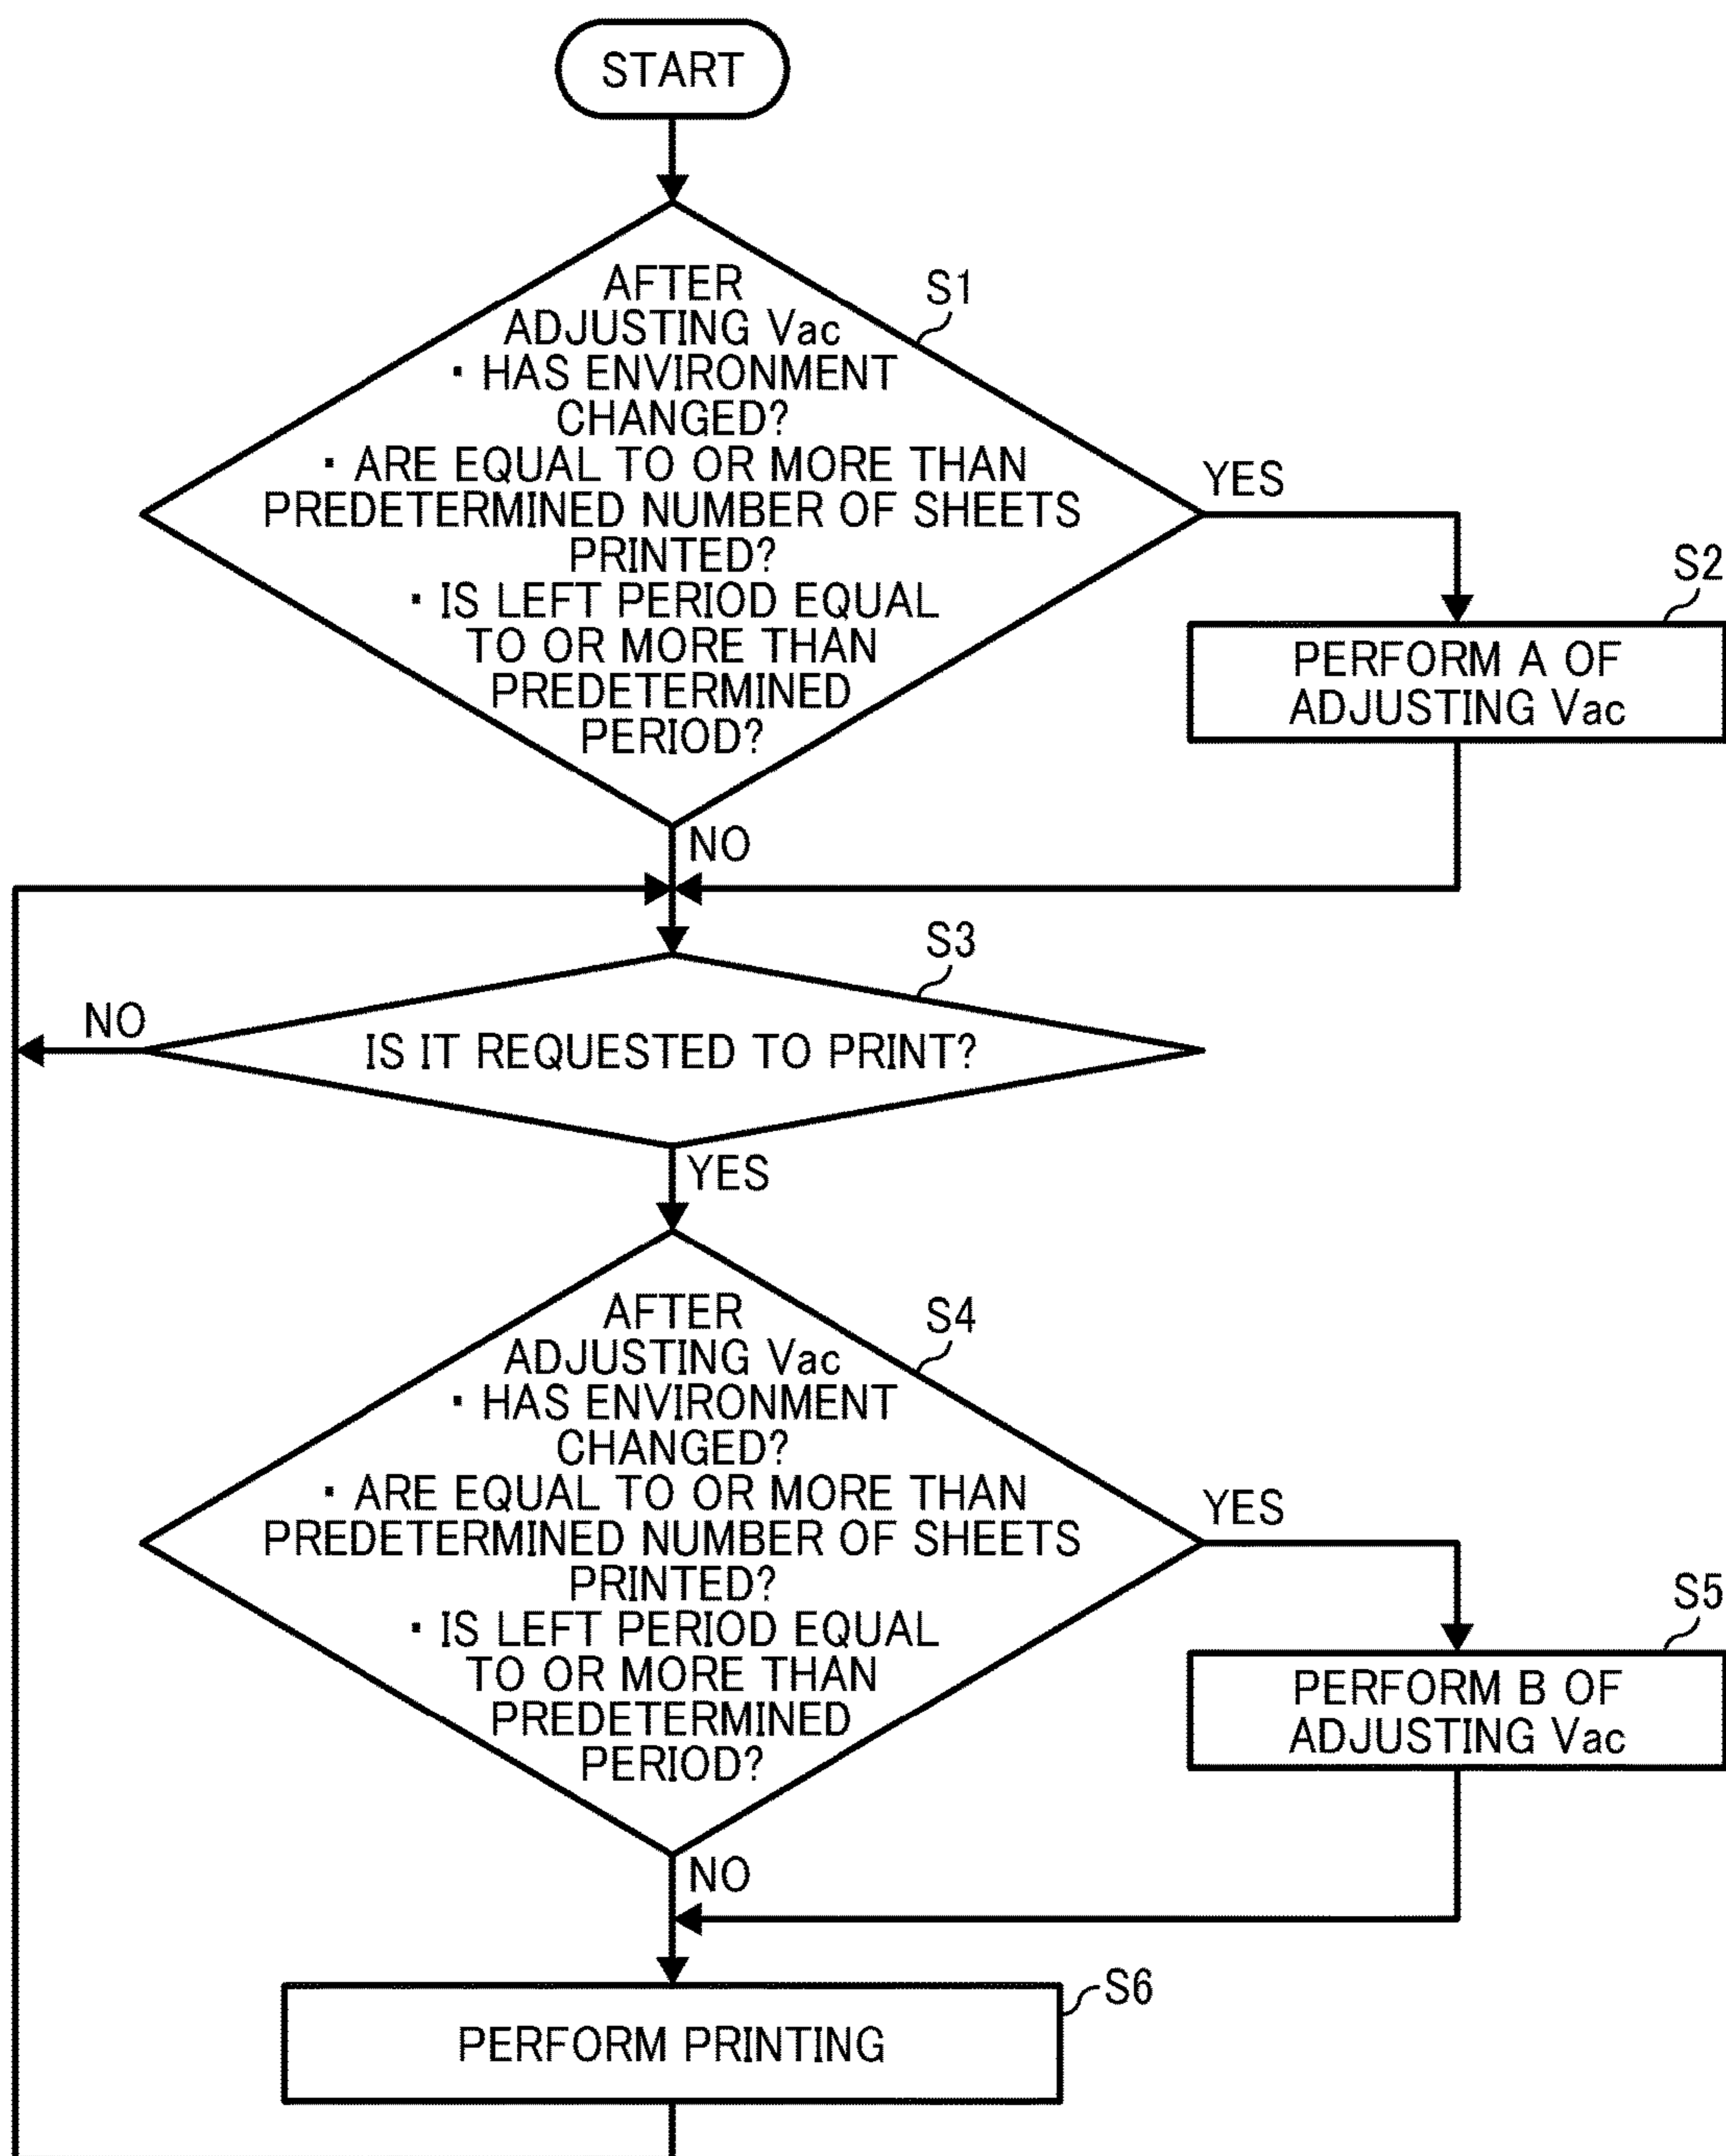 START
AFTER
ADJUSTING Vac
・HAS ENVIRONMENT
CHANGED?
・ARE EQUAL TO OR MORE THAN
PREDETERMINED NUMBER OF SHEETS
PRINTED?
・IS LEFT PERIOD EQUAL
TO OR MORE THAN
PREDETERMINED
PERIOD?
S1
YES
S2
PERFORM A OF
ADJUSTING Vac
NO
S3
NO
IS IT REQUESTED TO PRINT?
YES
AFTER
ADJUSTING Vac
・HAS ENVIRONMENT
CHANGED?
・ARE EQUAL TO OR MORE THAN
PREDETERMINED NUMBER OF SHEETS
PRINTED?
・IS LEFT PERIOD EQUAL
TO OR MORE THAN
PREDETERMINED
PERIOD?
S4
YES
S5
PERFORM B OF
ADJUSTING Vac
NO
S6
PERFORM PRINTING